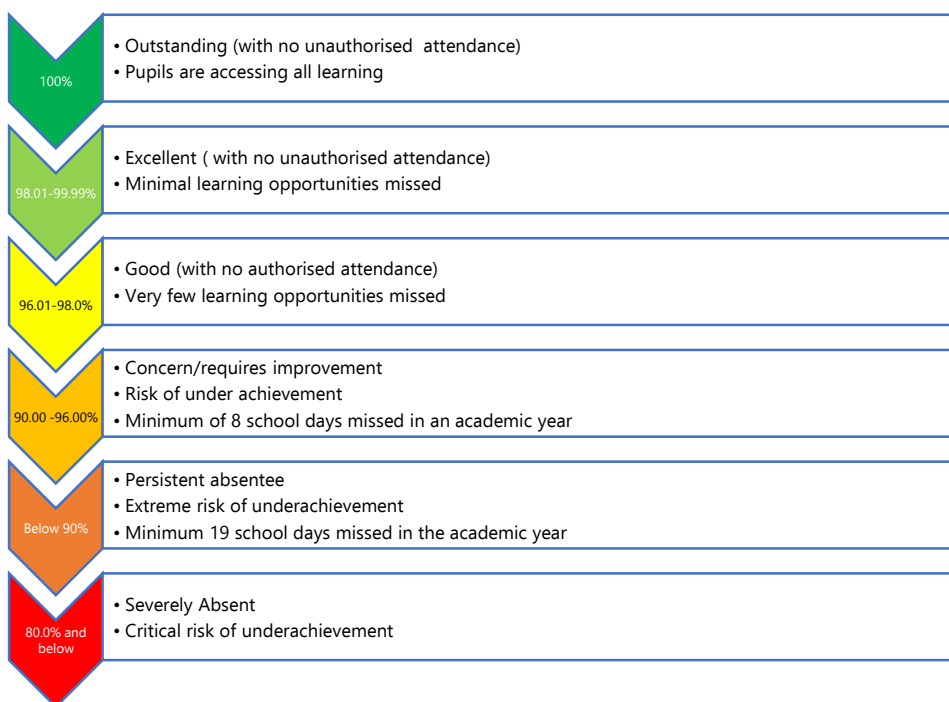 100%
• Outstanding (with no unauthorised  attendance)
• Pupils are accessing all learning
98.01-99.99%
• Excellent ( with no unauthorised attendance)
• Minimal learning opportunities missed
96.01-98.0%
• Good (with no authorised attendance)
• Very few learning opportunities missed
90.00 -96.00%
• Concern/requires improvement
• Risk of under achievement
• Minimum of 8 school days missed in an academic year
Below 90%
• Persistent absentee
• Extreme risk of underachievement
• Minimum 19 school days missed in the academic year
80.0% and
below
• Severely Absent
• Critical risk of underachievement